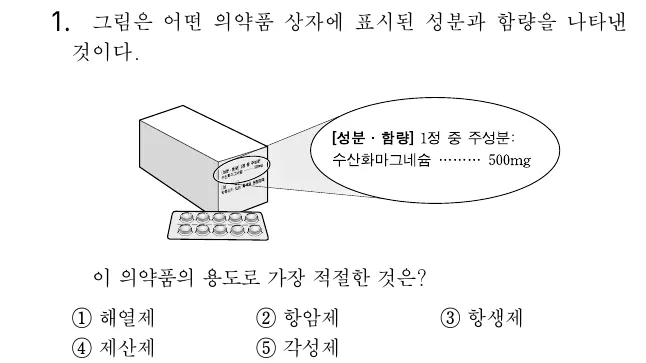 1. 그림은 어떤 의약품 상자에 표시된 성분과 함량을 나타낸
것이다.
[성분 · 함량] 1정 중 주성분:
수산화마그네슘 ········· 500mg
이 의약품의 용도로 가장 적절한 것은?
① 해열제 ② 항암제 ③ 항생제
④ 제산제 ⑤ 각성제